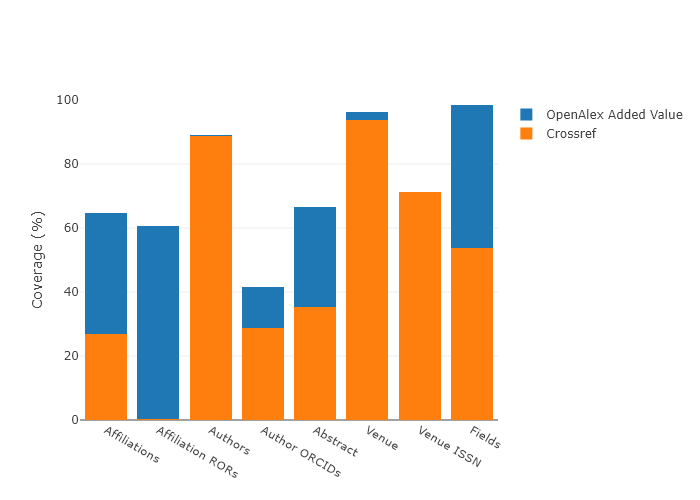 100
80
60
40
20
0
Coverage (%)
Affiliations
Affiliation RORs
Authors
Author ORCIDs
Abstract
Venue
Venue ISSN
Fields
OpenAlex Added Value
Crossref